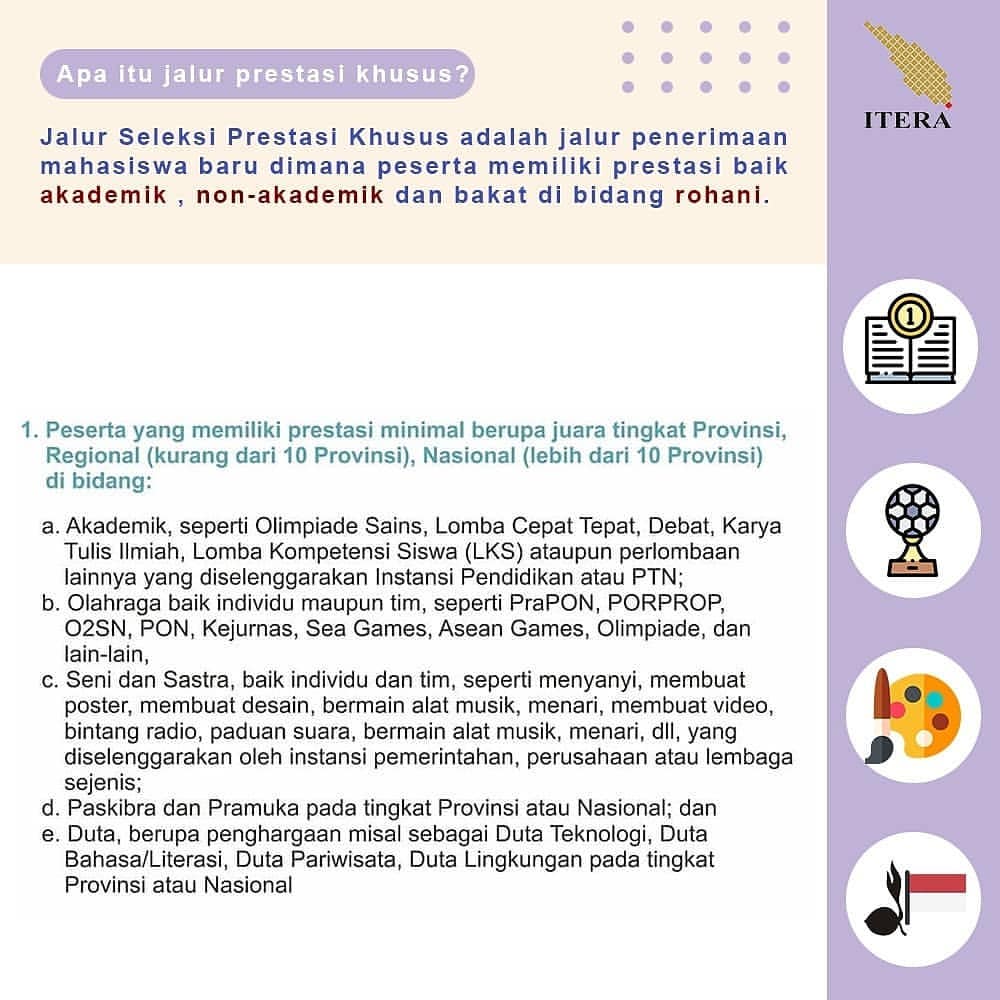 Apa itu jalur prestasi khusus?
ITERA
Jalur Seleksi Prestasi Khusus adalah jalur penerimaan
mahasiswa baru dimana peserta memiliki prestasi baik
akademik , non-akademik dan bakat di bidang rohani.
1
1. Peserta yang memiliki prestasi minimal berupa juara tingkat Provinsi,
Regional (kurang dari 10 Provinsi), Nasional (lebih dari 10 Provinsi)
di bidang:
a. Akademik, seperti Olimpiade Sains, Lomba Cepat Tepat, Debat, Karya
Tulis Ilmiah, Lomba Kompetensi Siswa (LKS) ataupun perlombaan
lainnya yang diselenggarakan Instansi Pendidikan atau PTN;
b. Olahraga baik individu maupun tim, seperti PraPON, PORPROP,
O2SN, PON, Kejurnas, Sea Games, Asean Games, Olimpiade, dan
lain-lain,
c. Seni dan Sastra, baik individu dan tim, seperti menyanyi, membuat
poster, membuat desain, bermain alat musik, menari, membuat video,
bintang radio, paduan suara, bermain alat musik, menari, dll, yang
diselenggarakan oleh instansi pemerintahan, perusahaan atau lembaga
sejenis;
d. Paskibra dan Pramuka pada tingkat Provinsi atau Nasional; dan
e. Duta, berupa penghargaan misal sebagai Duta Teknologi, Duta
Bahasa/Literasi, Duta Pariwisata, Duta Lingkungan pada tingkat
Provinsi atau Nasional